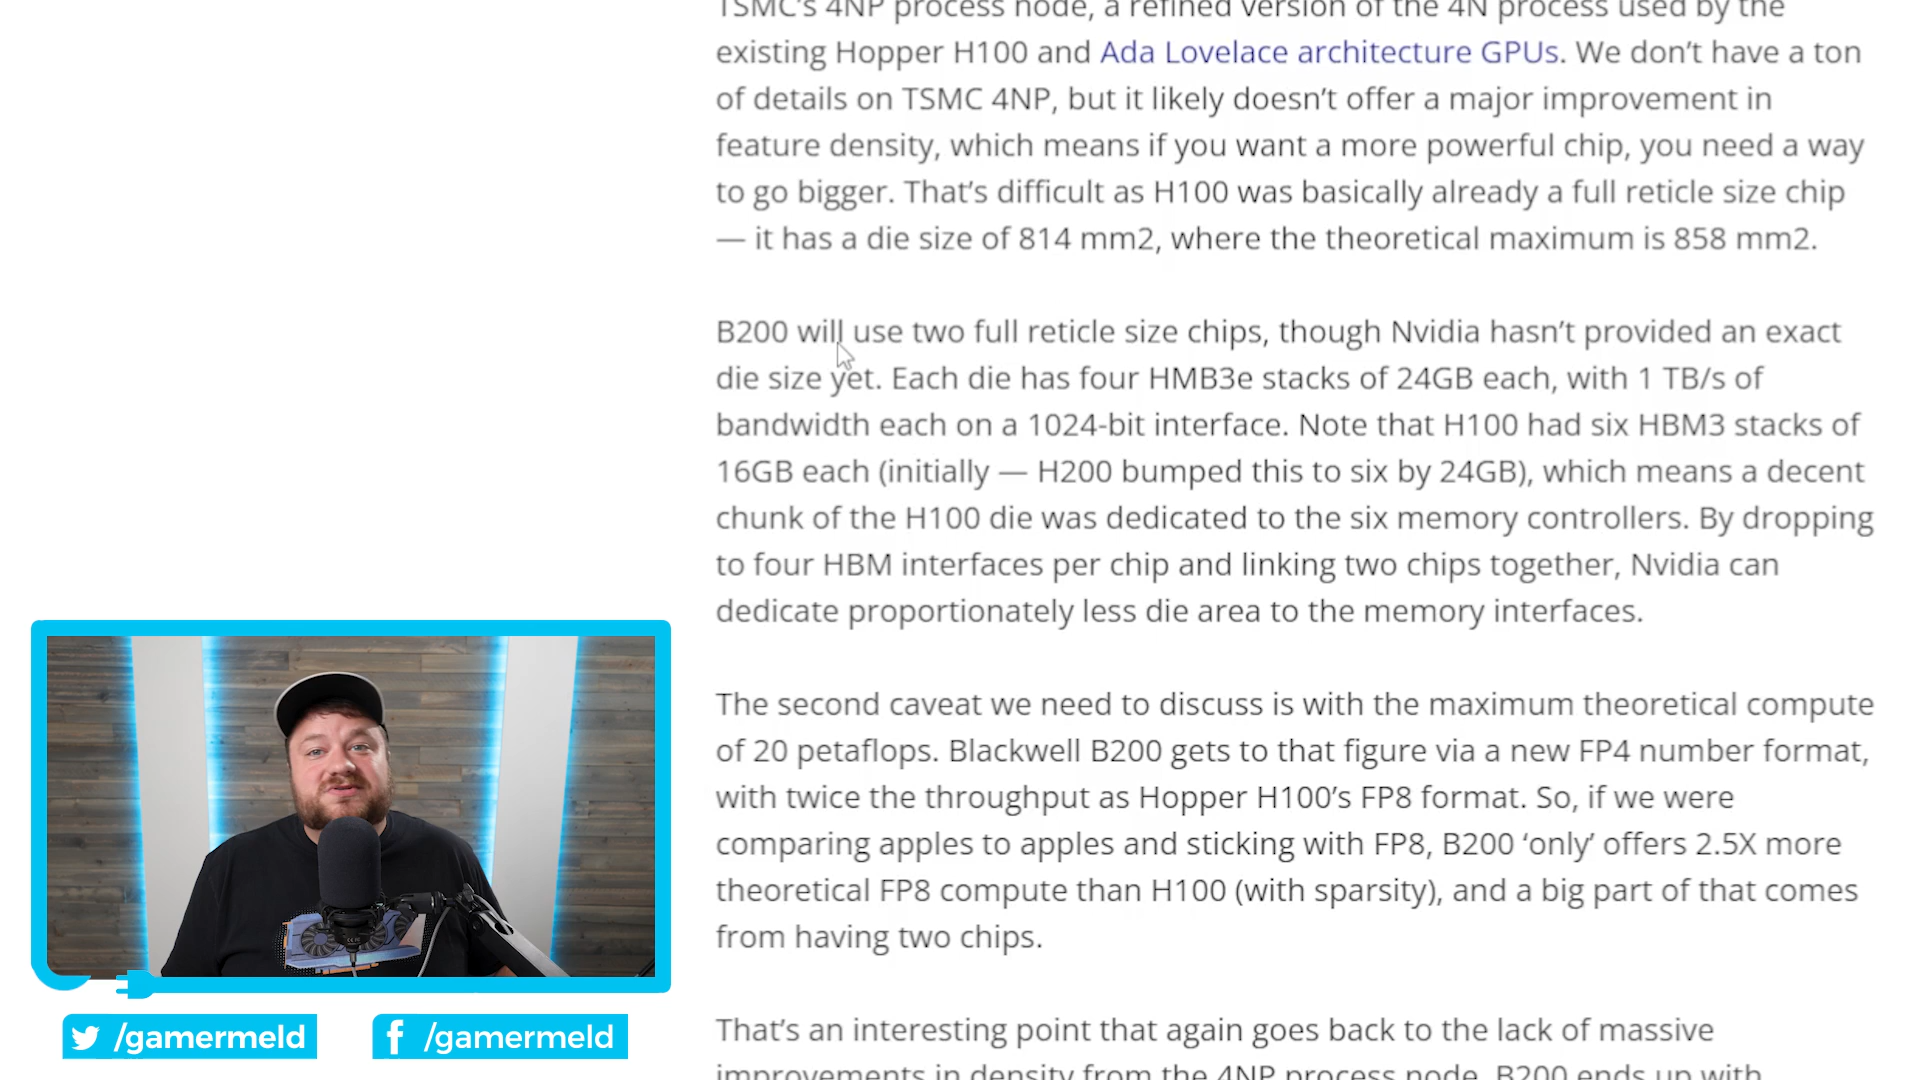 TSMC's 4NP process node, a refined version of the 4N process used by the
existing Hopper H100 and Ada Lovelace architecture GPUs. We don't have a ton
of details on TSMC 4NP, but it likely doesn't offer a major improvement in
feature density, which means if you want a more powerful chip, you need a way
to go bigger. That's difficult as H100 was basically already a full reticle size chip
— it has a die size of 814 mm2, where the theoretical maximum is 858 mm2.
B200 will use two full reticle size chips, though Nvidia hasn't provided an exact
die size yet. Each die has four HMB3e stacks of 24GB each, with 1 TB/s of
bandwidth each on a 1024-bit interface. Note that H100 had six HBM3 stacks of
16GB each (initially — H200 bumped this to six by 24GB), which means a decent
chunk of the H100 die was dedicated to the six memory controllers. By dropping
to four HBM interfaces per chip and linking two chips together, Nvidia can
dedicate proportionately less die area to the memory interfaces.
The second caveat we need to discuss is with the maximum theoretical compute
of 20 petaflops. Blackwell B200 gets to that figure via a new FP4 number format,
with twice the throughput as Hopper H100's FP8 format. So, if we were
comparing apples to apples and sticking with FP8, B200 'only' offers 2.5X more
theoretical FP8 compute than H100 (with sparsity), and a big part of that comes
from having two chips.
That's an interesting point that again goes back to the lack of massive
improvements in density from the 4NP process node. B200 ends up with
/gamermeld
/gamermeld